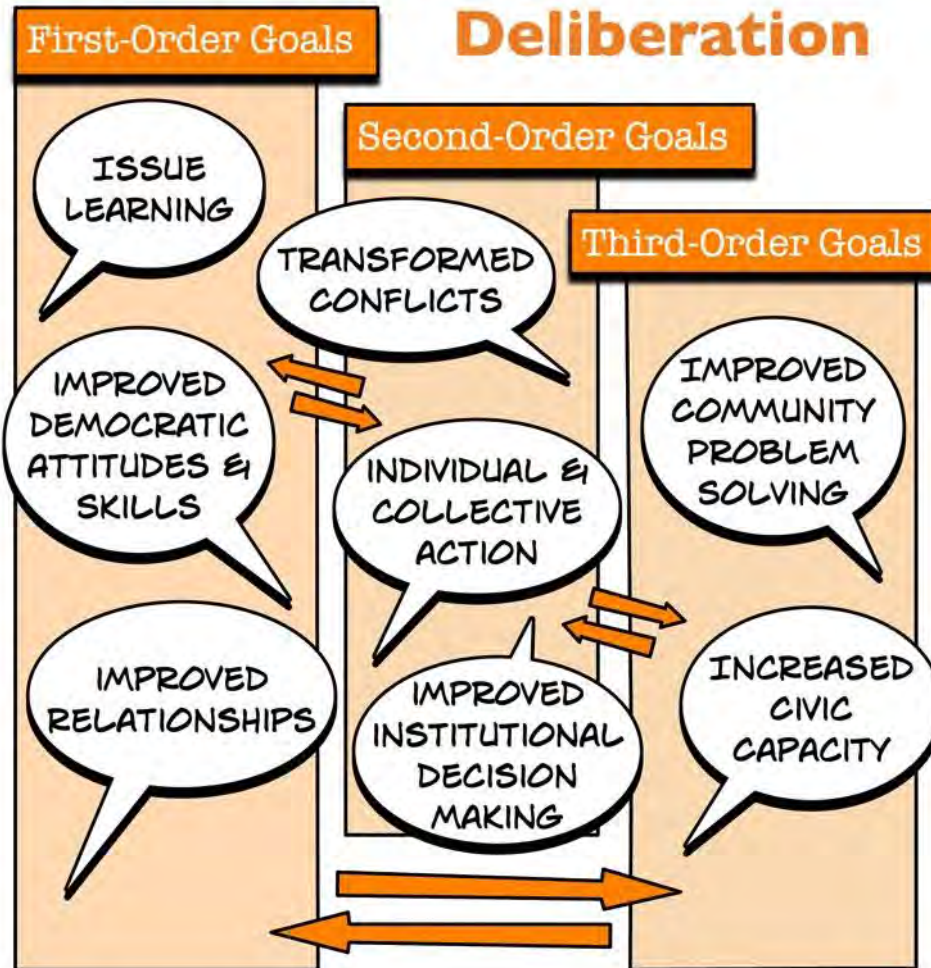 Deliberation
First-Order Goals
ISSUE
LEARNING
IMPROVED
DEMOCRATIC
ATTITUDES &
SKILLS
IMPROVED
RELATIONSHIPS
Second-Order Goals
TRANSFORMED
CONFLICTS
INDIVIDUAL &
COLLECTIVE
ACTION
IMPROVED
INSTITUTIONAL
DECISION
MAKING
Third-Order Goals
IMPROVED
COMMUNITY
PROBLEM
SOLVING
INCREASED
CIVIC
CAPACITY